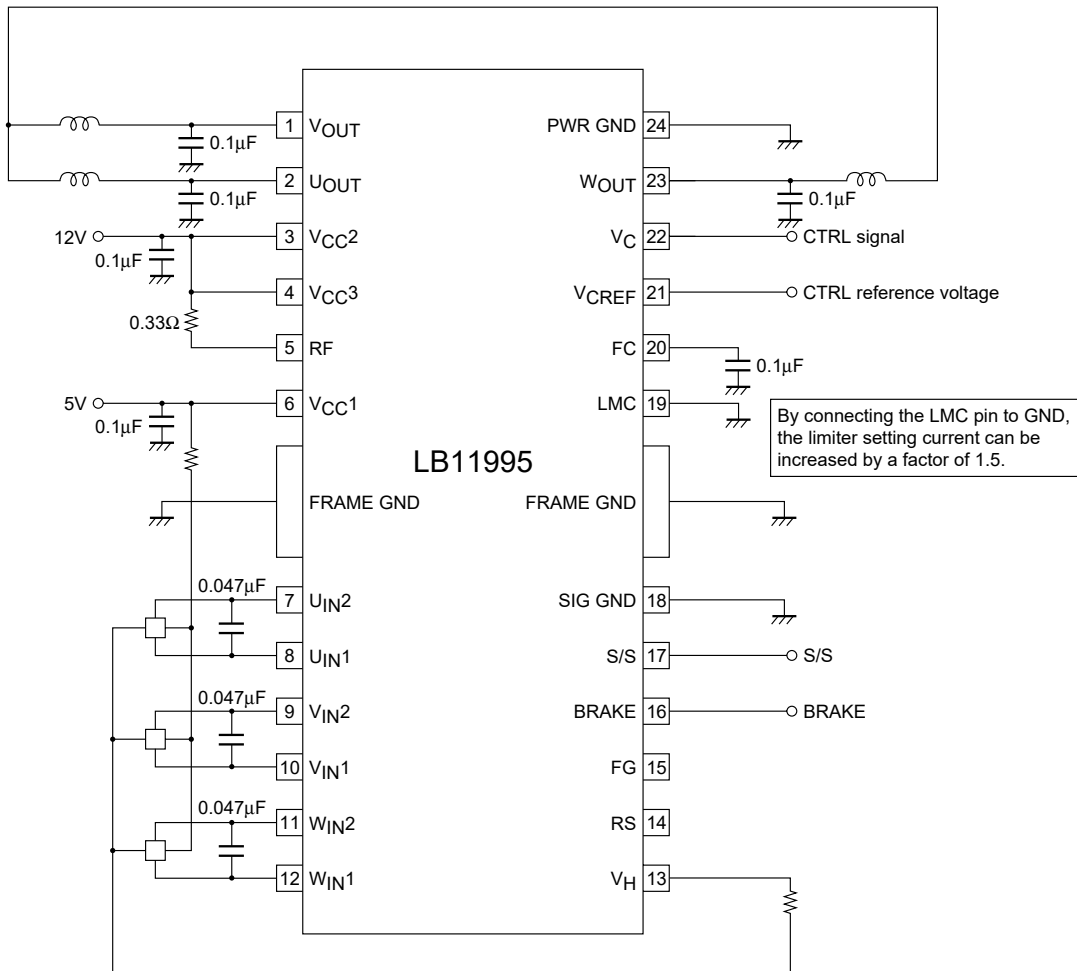 1 VOUT PWR GND 24
0.1μF
2 UOUT WOUT 23
0.1μF 0.1μF
12V 3 VCC2 VC 22 CTRL signal
0.1μF
4 VCC3 VCREF 21 CTRL reference voltage
0.33Ω
5 RF FC 20
0.1μF
5V 6 VCC1 LMC 19
0.1μF
By connecting the LMC pin to GND,
the limiter setting current can be
increased by a factor of 1.5.
LB11995
FRAME GND FRAME GND
0.047μF
7 UIN2 SIG GND 18
8 UIN1 S/S 17 S/S
0.047μF
9 VIN2 BRAKE 16 BRAKE
10 VIN1 FG 15
0.047μF
11 WIN2 RS 14
12 WIN1 VH 13